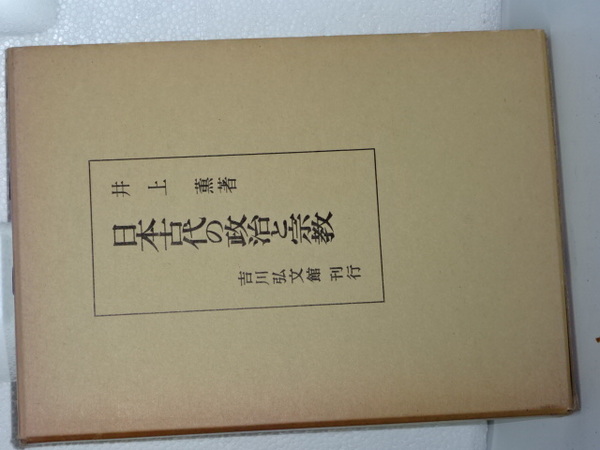 井上薫著
日本古代の政治と宗教
吉川弘文館刊行